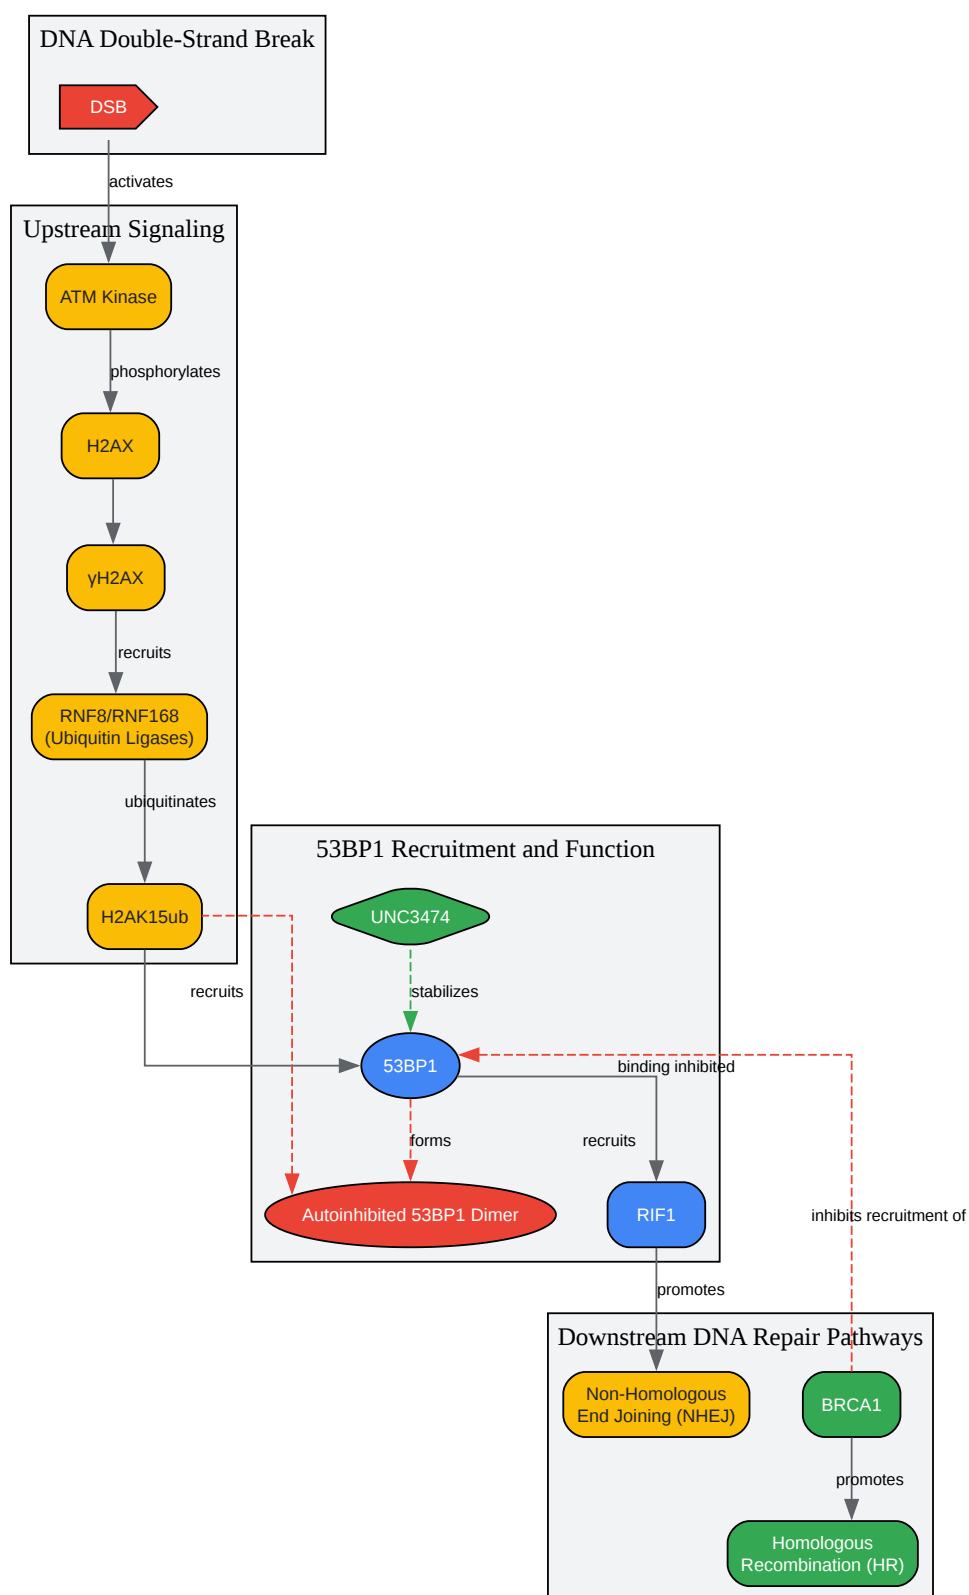 DNA Double-Strand Break
DSB
activates
Upstream Signaling
ATM Kinase
phosphorylates
H2AX
γH2AX
recruits
RNF8/RNF168
(Ubiquitin Ligases)
ubiquitinates
H2AK15ub
recruits
53BP1 Recruitment and Function
UNC3474
stabilizes
53BP1
binding inhibited
forms
recruits
Autoinhibited 53BP1 Dimer
RIF1
inhibits recruitment of
promotes
Downstream DNA Repair Pathways
Non-Homologous
End Joining (NHEJ)
BRCA1
promotes
Homologous
Recombination (HR)